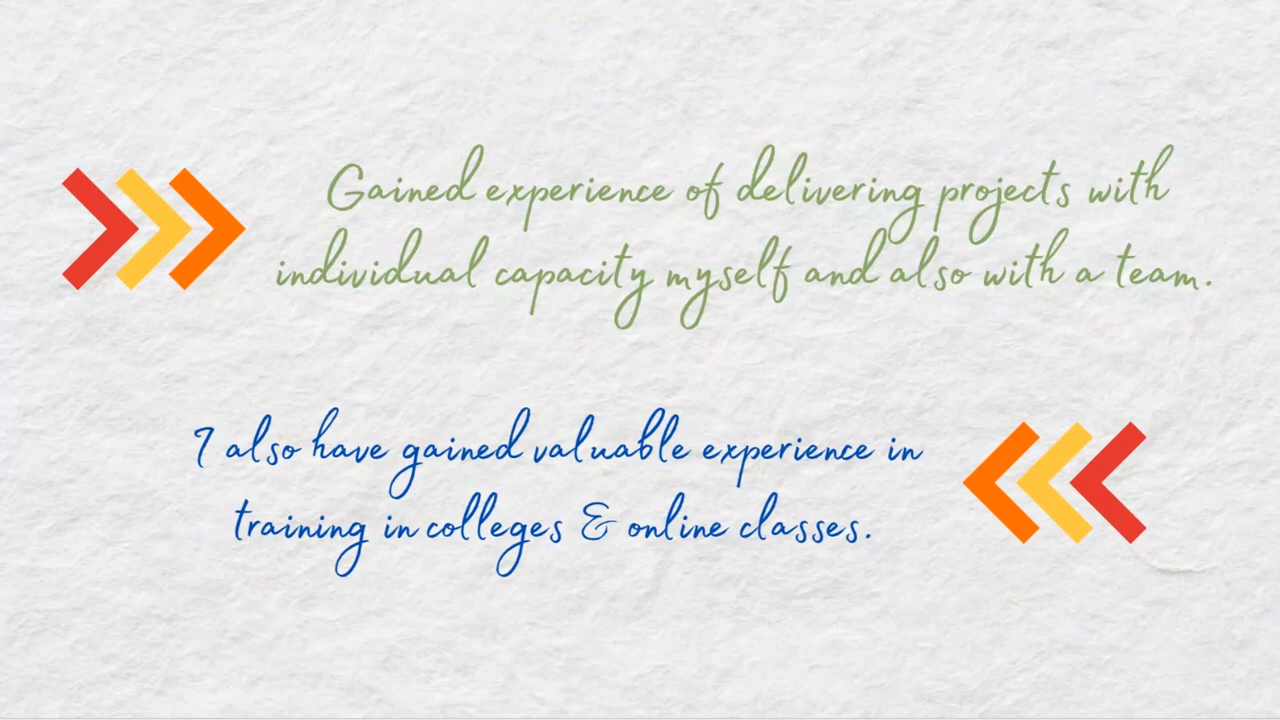 Gained experience of delivering projects with
individual capacity myself and also with a team.
I also have gained valuable experience in
training in colleges & online classes.